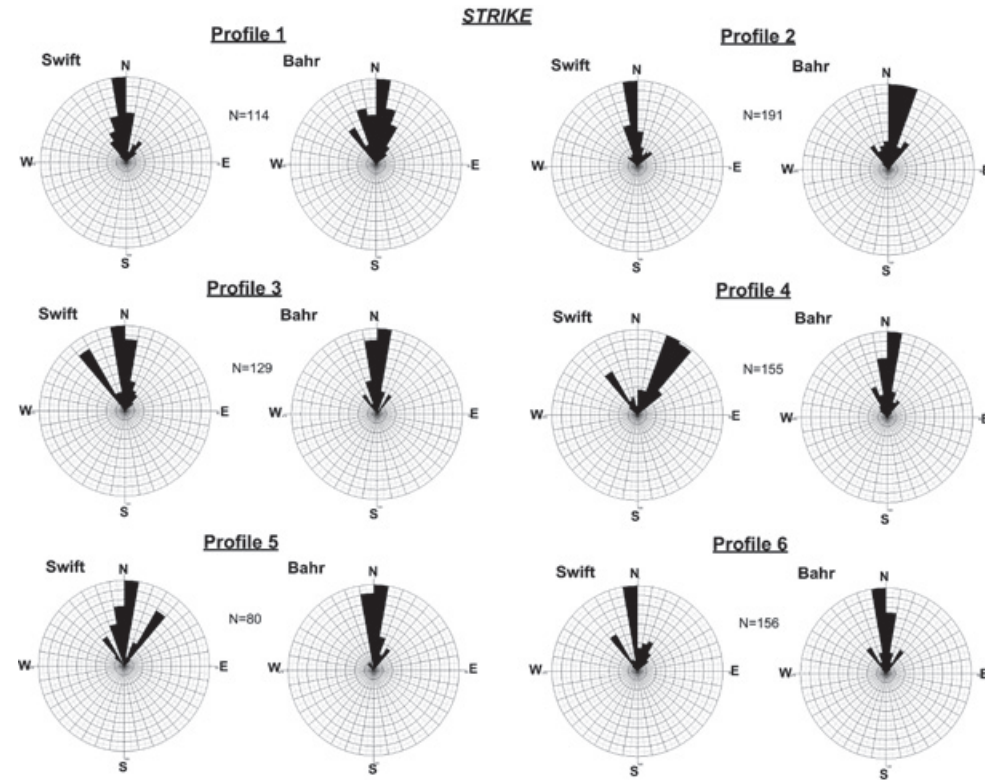 STRIKE
Profile 1
Swift
N
W
E
S
N=114
Bahr
N
W
E
S
Profile 2
Swift
N
W
E
S
N=191
Bahr
N
W
E
S
Profile 3
Swift
N
W
E
S
N=129
Bahr
N
W
E
S
Profile 4
Swift
N
W
E
S
N=155
Bahr
N
W
E
S
Profile 5
Swift
N
W
E
S
N=80
Bahr
N
W
E
S
Profile 6
Swift
N
W
E
S
N=156
Bahr
N
W
E
S